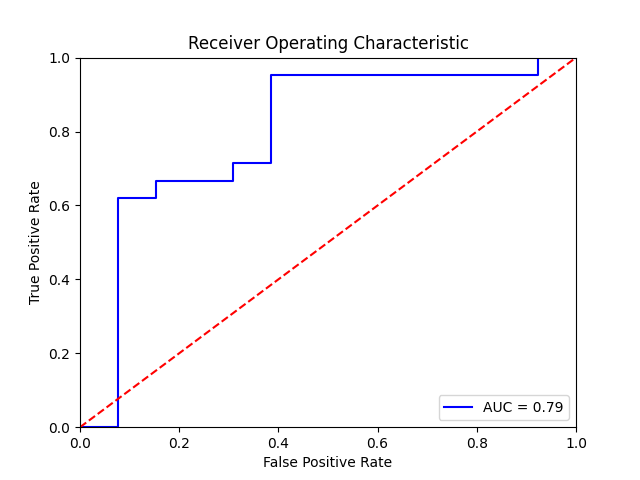 Receiver Operating Characteristic
True Positive Rate
1.0
0.8
0.6
0.4
0.2
0.0
AUC = 0.79
0.0 0.2 0.4 0.6 0.8 1.0
False Positive Rate